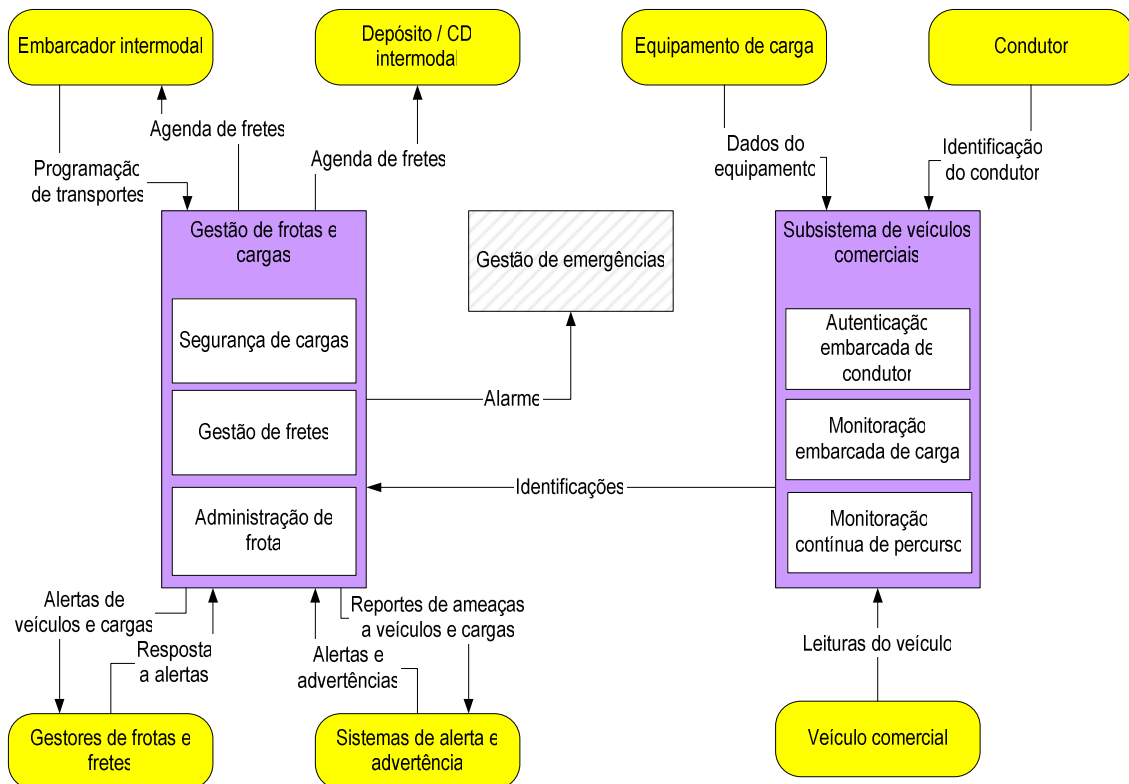 Embarcador intermodal
Depósito / CD
intermodal
Equipamento de carga
Condutor
Agenda de fretes
Agenda de fretes
Programação
de transportes
Dados do
equipamento
Identificação
do condutor
Gestão de frotas e
cargas
Segurança de cargas
Gestão de fretes
Administração de
frota
Gestão de emergências
Alarme
Identificações
Subsistema de veículos
comerciais
Autenticação
embarcada de
condutor
Monitoração
embarcada de carga
Monitoração
contínua de percurso
Alertas de
veículos e cargas
Resposta
a alertas
Reportes de ameaças
a veículos e cargas
Alertas e
advertências
Leituras do veículo
Gestores de frotas e
fretes
Sistemas de alerta e
advertência
Veículo comercial